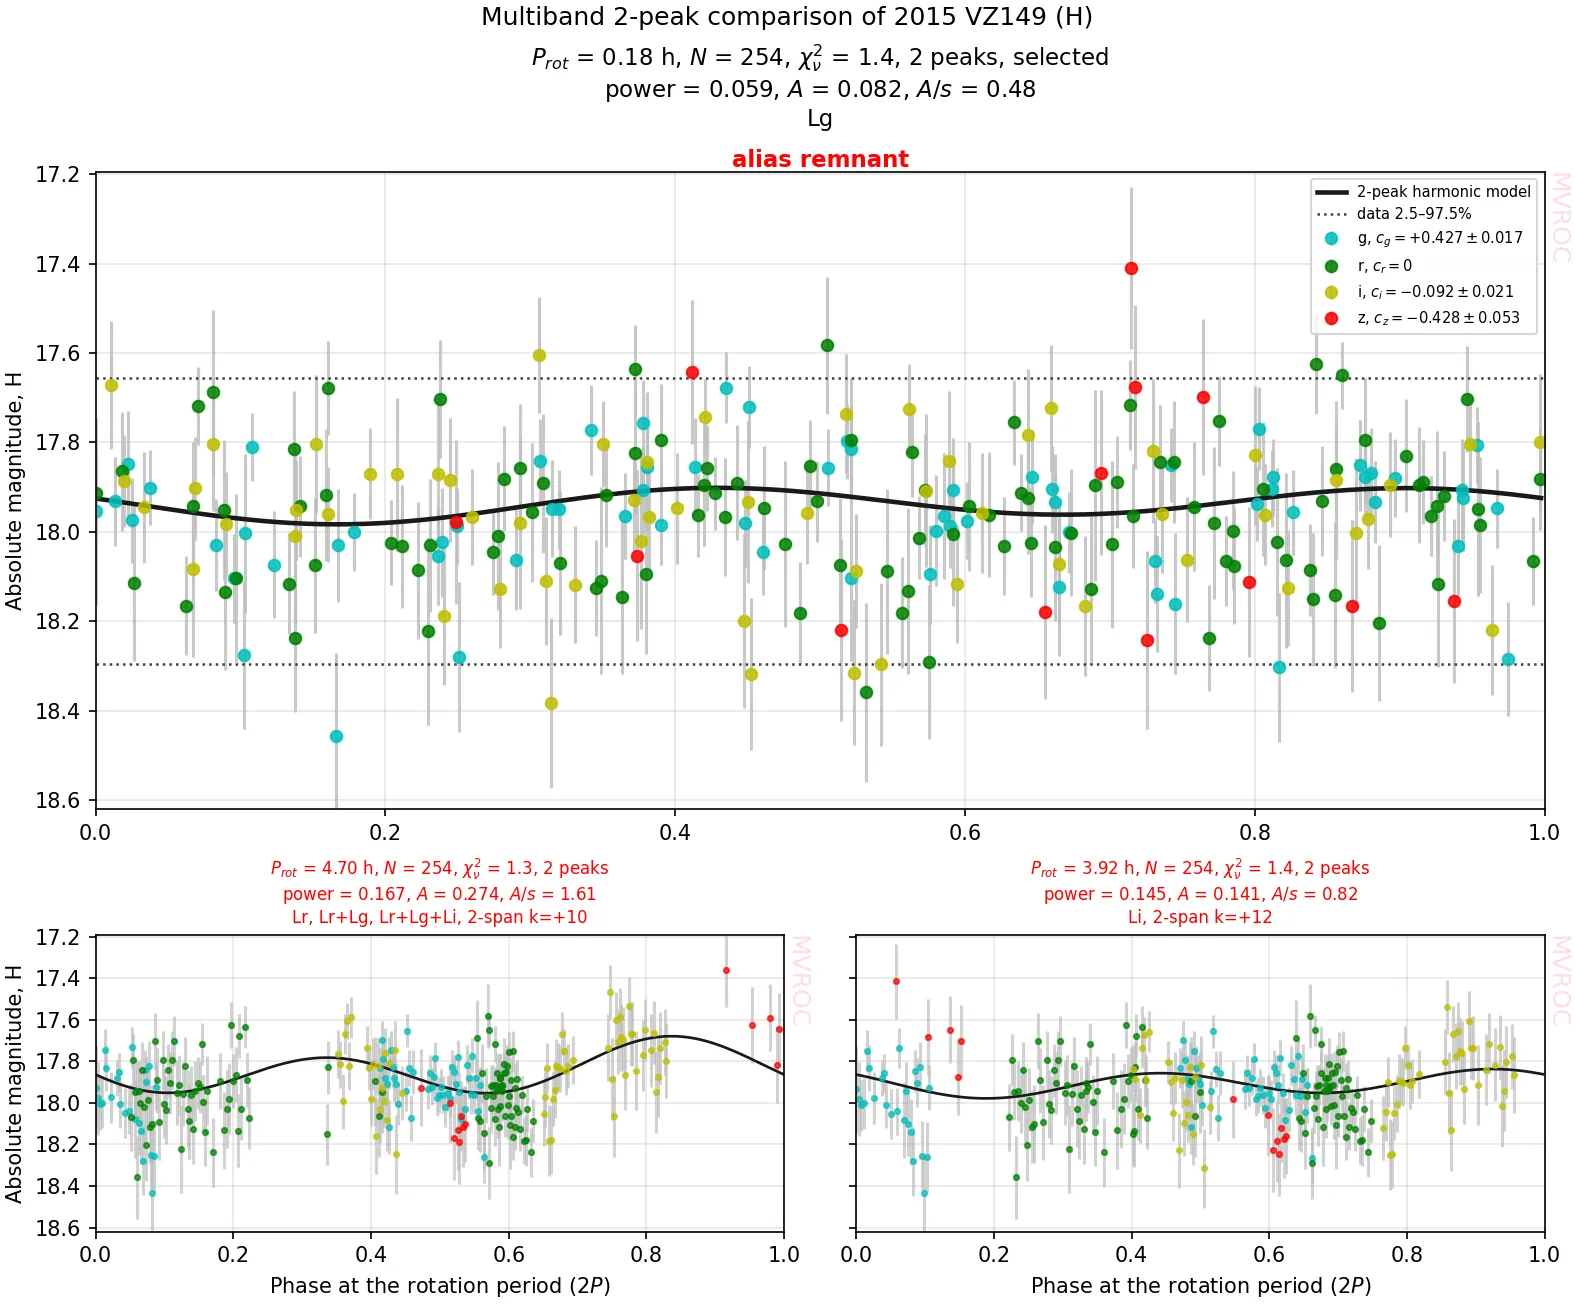 Multiband 2-peak comparison of 2015 VZ149 (H)
P_rot = 0.18 h, N = 254, χ²_ν = 1.4, 2 peaks, selected
power = 0.059, A = 0.082, A/s = 0.48
Lg
alias remnant
Absolute magnitude, H
17.2
17.4
17.6
17.8
18.0
18.2
18.4
18.6
0.0
0.2
0.4
0.6
0.8
1.0
2-peak harmonic model
data 2.5–97.5%
g, c_g = +0.427 ± 0.017
r, c_r = 0
i, c_i = −0.092 ± 0.021
z, c_z = −0.428 ± 0.053
MVROC
P_rot = 4.70 h, N = 254, χ²_ν = 1.3, 2 peaks
power = 0.167, A = 0.274, A/s = 1.61
Lr, Lr+Lg, Lr+Lg+Li, 2-span k=+10
Absolute magnitude, H
17.2
17.4
17.6
17.8
18.0
18.2
18.4
18.6
0.0
0.2
0.4
0.6
0.8
1.0
Phase at the rotation period (2P)
MVROC
P_rot = 3.92 h, N = 254, χ²_ν = 1.4, 2 peaks
power = 0.145, A = 0.141, A/s = 0.82
Li, 2-span k=+12
0.0
0.2
0.4
0.6
0.8
1.0
Phase at the rotation period (2P)
MVROC